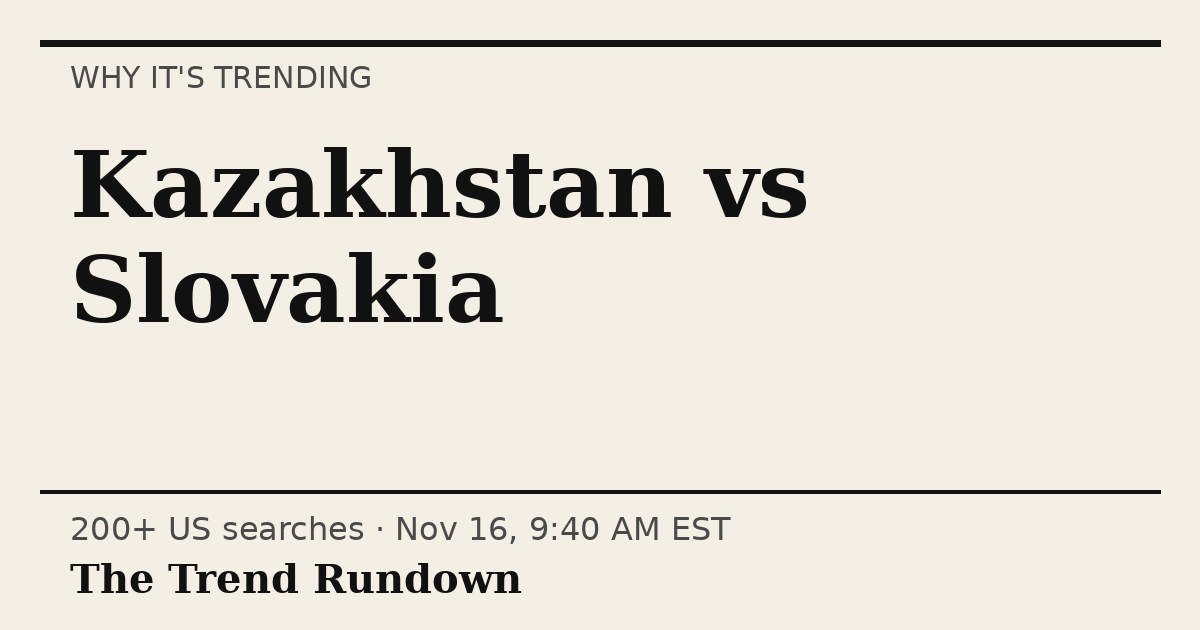 WHY IT'S TRENDING
Kazakhstan vs
Slovakia
200+ US searches · Nov 16, 9:40 AM EST
The Trend Rundown